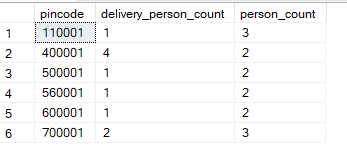 pincode delivery_person_count person_count
1 110001 1 3
2 400001 4 2
3 500001 1 2
4 560001 1 2
5 600001 1 2
6 700001 2 3